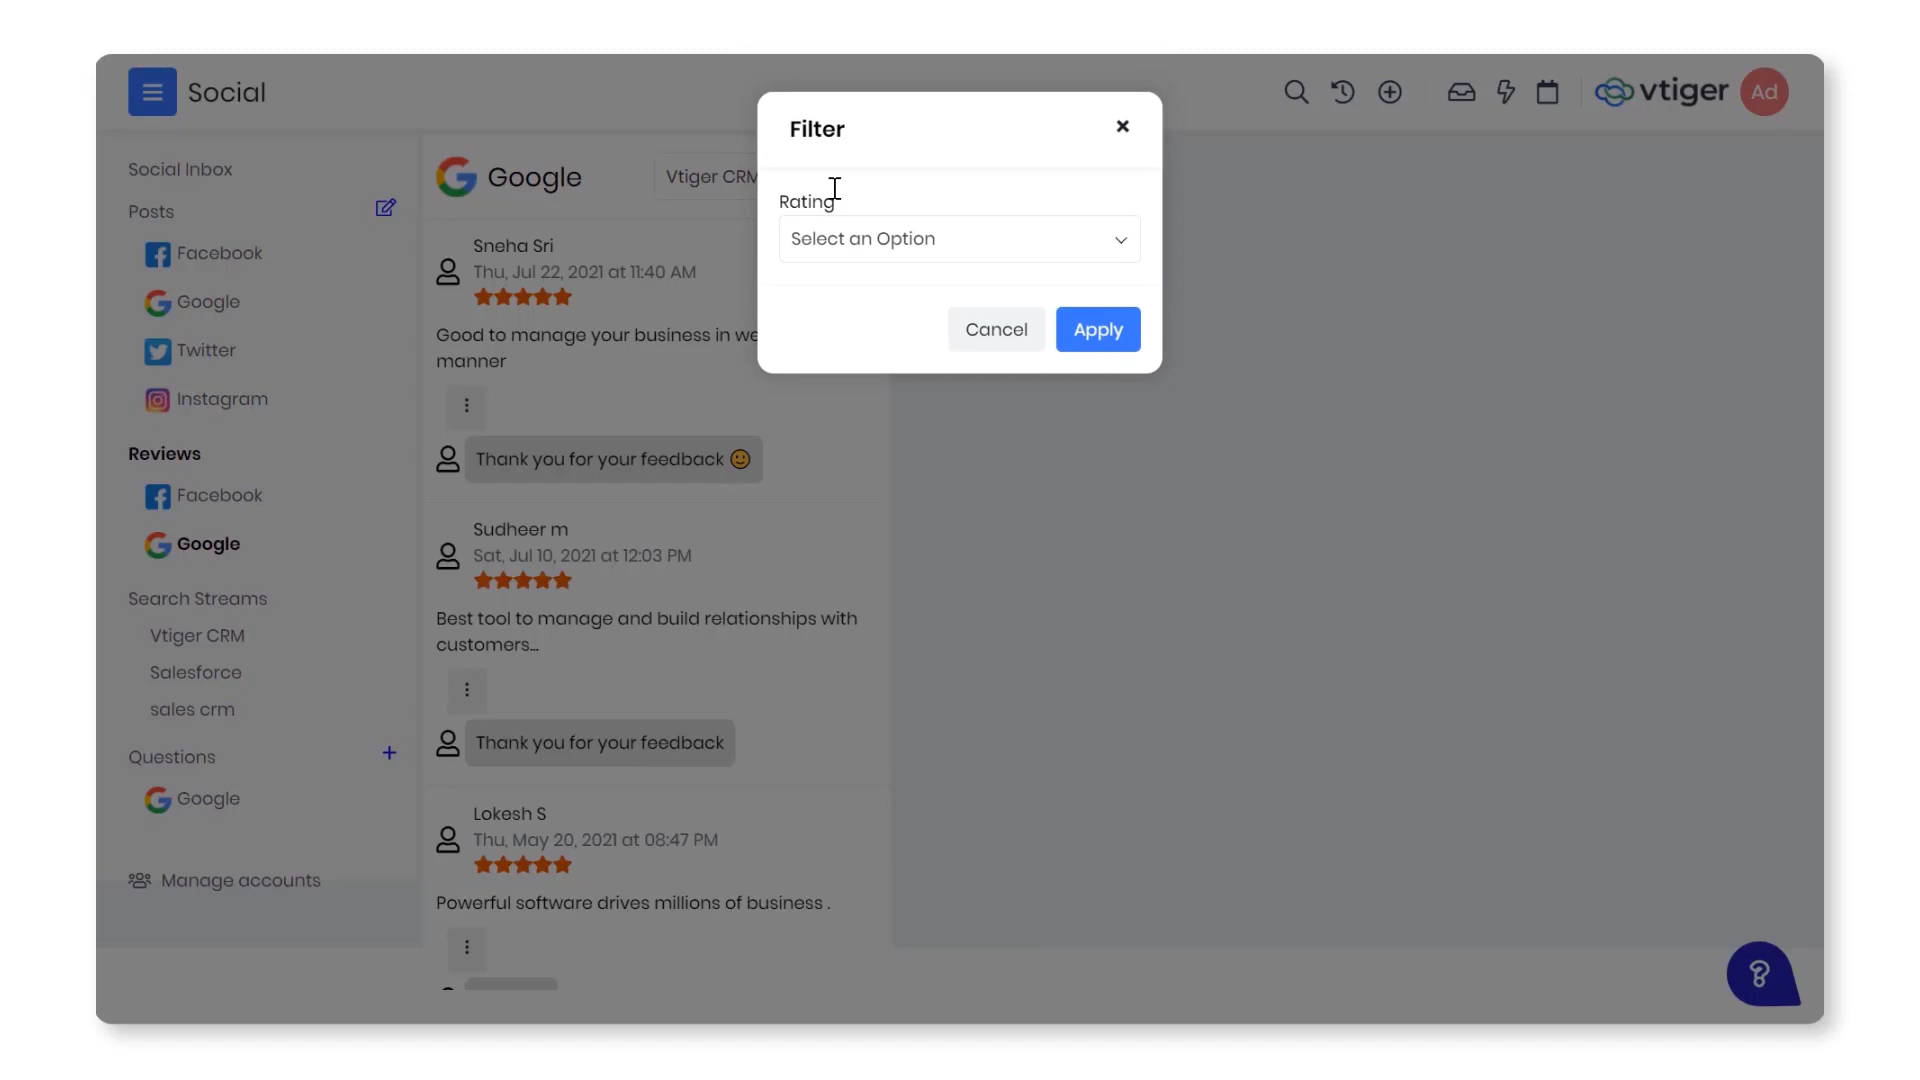 Social
vtiger
Ad
Social Inbox
Posts
Facebook
Google
Twitter
Instagram
Reviews
Facebook
Google
Search Streams
Vtiger CRM
Salesforce
sales crm
Questions
Google
Manage accounts
Google
Vtiger CRM
Sneha Sri
Thu, Jul 22, 2021 at 11:40 AM
Good to manage your business in we
manner
Thank you for your feedback 🙂
Sudheer m
Sat, Jul 10, 2021 at 12:03 PM
Best tool to manage and build relationships with
customers...
Thank you for your feedback
Lokesh S
Thu, May 20, 2021 at 08:47 PM
Powerful software drives millions of business .
Filter
Rating
Select an Option
Cancel
Apply